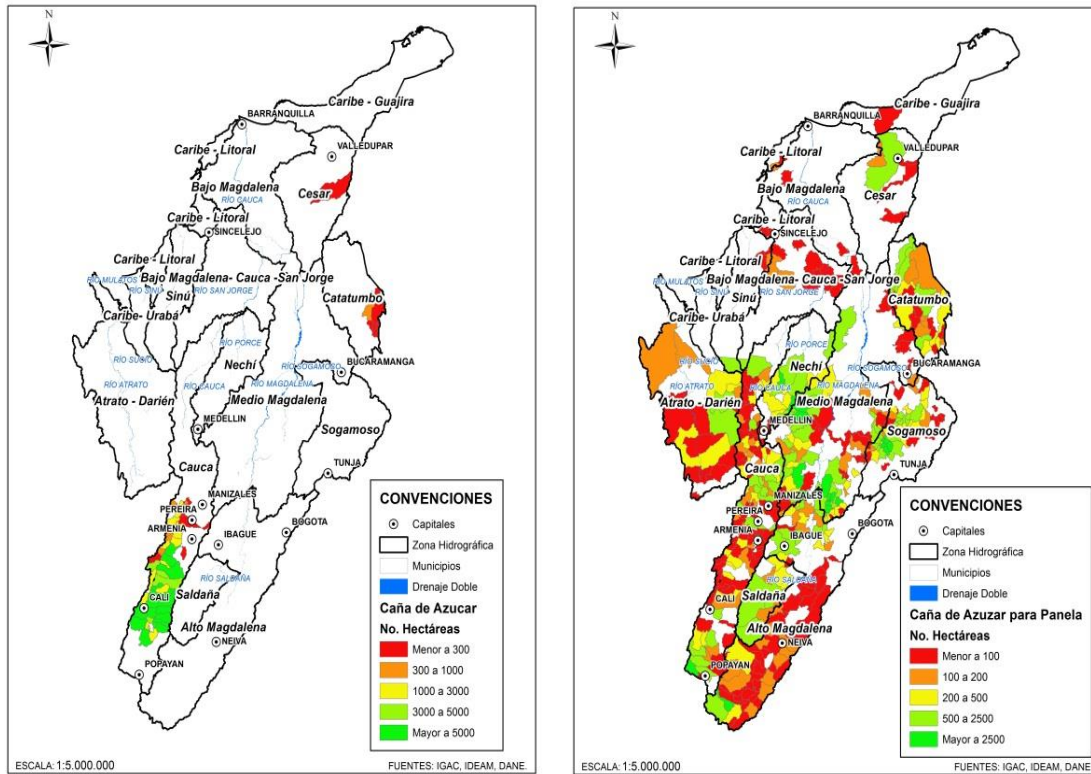 N
Caribe - Guajira
BARRANQUILLA
Caribe - Litoral
VALLEDUPAR
Bajo Magdalena
Cesar
RÍO CAUCA
Caribe - Litoral
SINCELEJO
Caribe - Litoral
Bajo Magdalena- Cauca -San Jorge
RÍO MULATOS
RÍO SINÚ
RÍO SAN JORGE
Sinú
Catatumbo
Caribe- Urabá
RÍO PORCE
Nechí
RÍO SUCIO
RÍO SOGAMOSO
BUCARAMANGA
RÍO ATRATO
RÍO CAUCA
RÍO MAGDALENA
Atrato - Darién
Medio Magdalena
MEDELLIN
Sogamoso
Cauca
TUNJA
MANIZALES
PEREIRA
ARMENIA
BOGOTA
IBAGUE
RÍO SALDAÑA
CALI
Saldaña
Alto Magdalena
NEIVA
POPAYAN
CONVENCIONES
Capitales
Zona Hidrográfica
Municipios
Drenaje Doble
Caña de Azucar
No. Hectáreas
Menor a 300
300 a 1000
1000 a 3000
3000 a 5000
Mayor a 5000
ESCALA: 1:5.000.000
FUENTES: IGAC, IDEAM, DANE.
N
Caribe - Guajira
BARRANQUILLA
Caribe - Litoral
VALLEDUPAR
Bajo Magdalena
Cesar
RÍO CAUCA
Caribe - Litoral
SINCELEJO
Caribe - Litoral
Bajo Magdalena- Cauca -San Jorge
RÍO MULATOS
RÍO SINÚ
RÍO SAN JORGE
Sinú
Catatumbo
Caribe- Urabá
RÍO PORCE
Nechí
RÍO SUCIO
RÍO SOGAMOSO
BUCARAMANGA
RÍO ATRATO
RÍO CAUCA
RÍO MAGDALENA
Atrato - Darién
Medio Magdalena
MEDELLIN
Sogamoso
Cauca
TUNJA
MANIZALES
PEREIRA
ARMENIA
BOGOTA
IBAGUE
RÍO SALDAÑA
CALI
Saldaña
Alto Magdalena
NEIVA
POPAYAN
CONVENCIONES
Capitales
Zona Hidrográfica
Municipios
Drenaje Doble
Caña de Azuzar para Panela
No. Hectáreas
Menor a 100
100 a 200
200 a 500
500 a 2500
Mayor a 2500
ESCALA: 1:5.000.000
FUENTES: IGAC, IDEAM, DANE.